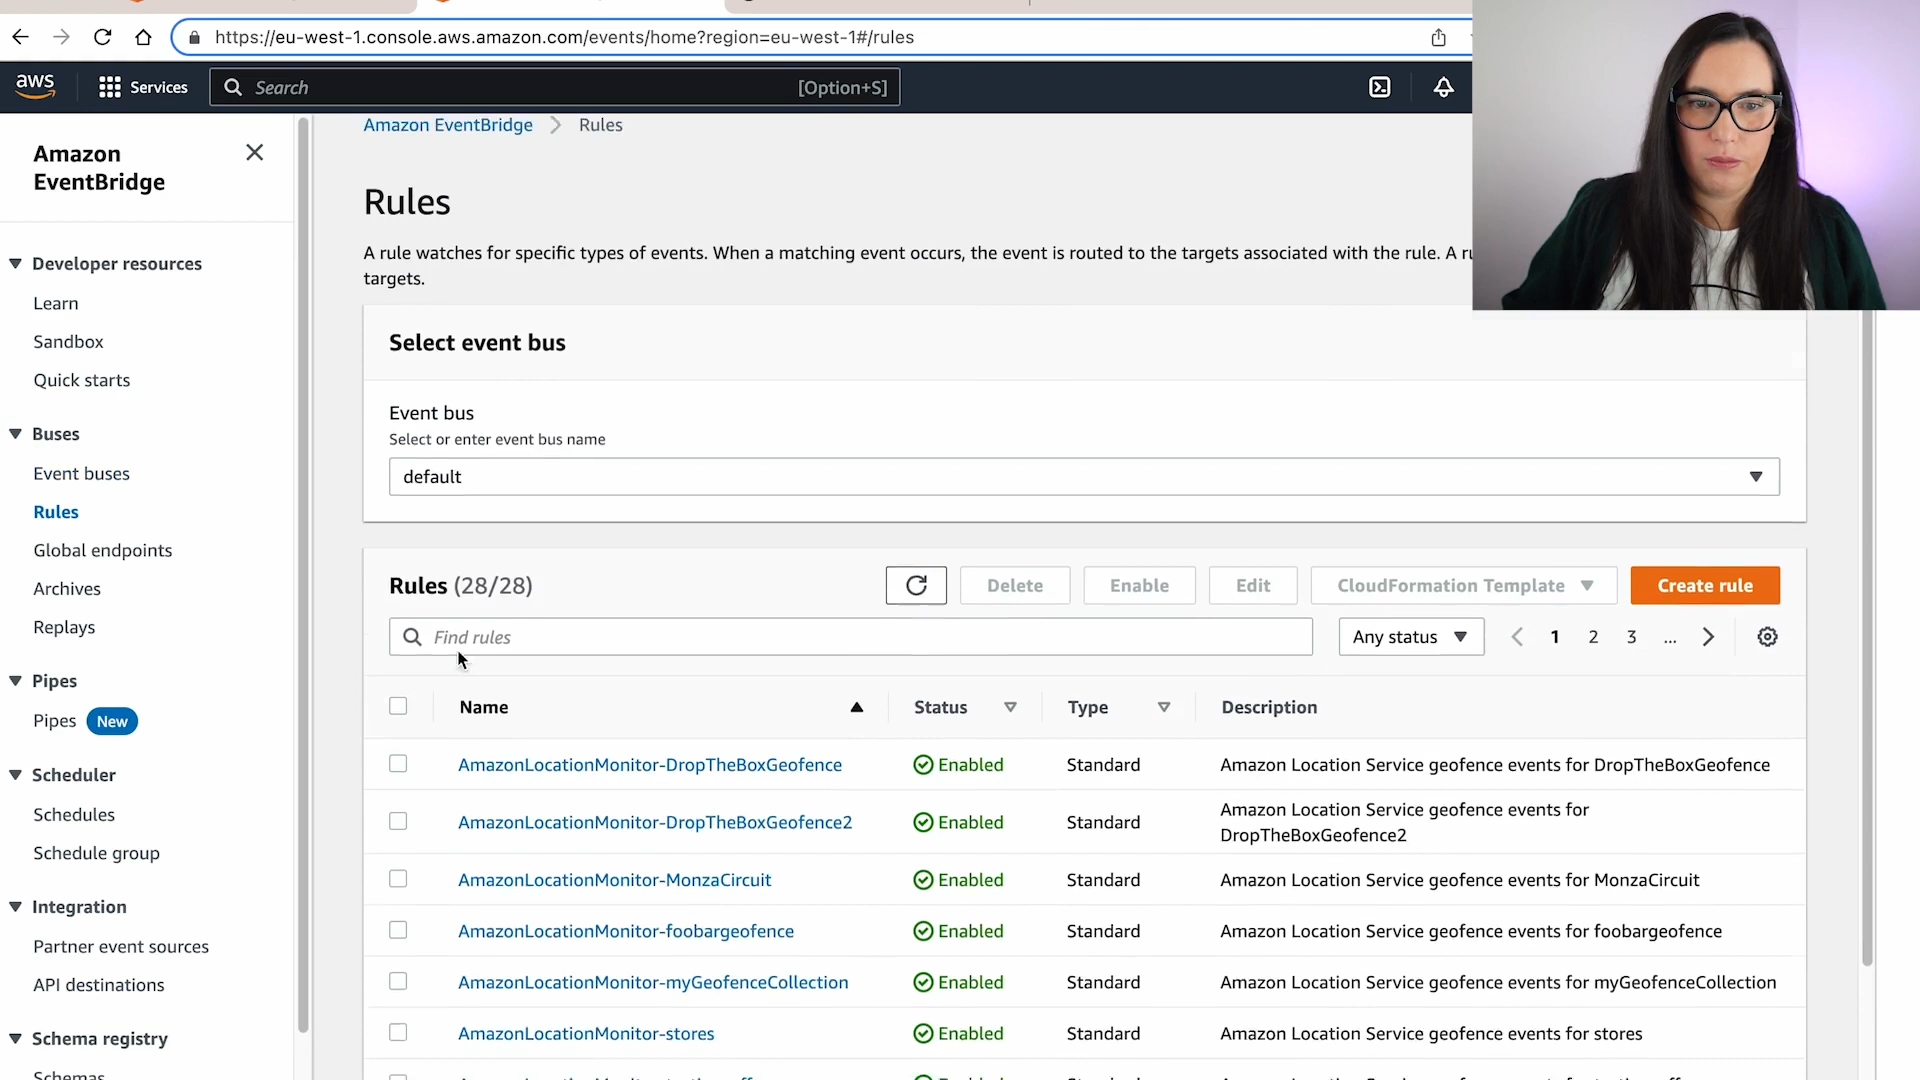 https://eu-west-1.console.aws.amazon.com/events/home?region=eu-west-1#/rules
aws
Services
Search
[Option+S]
Amazon EventBridge
Developer resources
Learn
Sandbox
Quick starts
Buses
Event buses
Rules
Global endpoints
Archives
Replays
Pipes
Pipes New
Scheduler
Schedules
Schedule group
Integration
Partner event sources
API destinations
Schema registry
Schemas
Amazon EventBridge
Rules
Rules
A rule watches for specific types of events. When a matching event occurs, the event is routed to the targets associated with the rule. A
targets.
Select event bus
Event bus
Select or enter event bus name
default
Rules (28/28)
Delete
Enable
Edit
CloudFormation Template
Create rule
Find rules
Any status
1 2 3 ...
Name Status Type Description
AmazonLocationMonitor-DropTheBoxGeofence Enabled Standard Amazon Location Service geofence events for DropTheBoxGeofence
AmazonLocationMonitor-DropTheBoxGeofence2 Enabled Standard Amazon Location Service geofence events for
DropTheBoxGeofence2
AmazonLocationMonitor-MonzaCircuit Enabled Standard Amazon Location Service geofence events for MonzaCircuit
AmazonLocationMonitor-foobargeofence Enabled Standard Amazon Location Service geofence events for foobargeofence
AmazonLocationMonitor-myGeofenceCollection Enabled Standard Amazon Location Service geofence events for myGeofenceCollection
AmazonLocationMonitor-stores Enabled Standard Amazon Location Service geofence events for stores